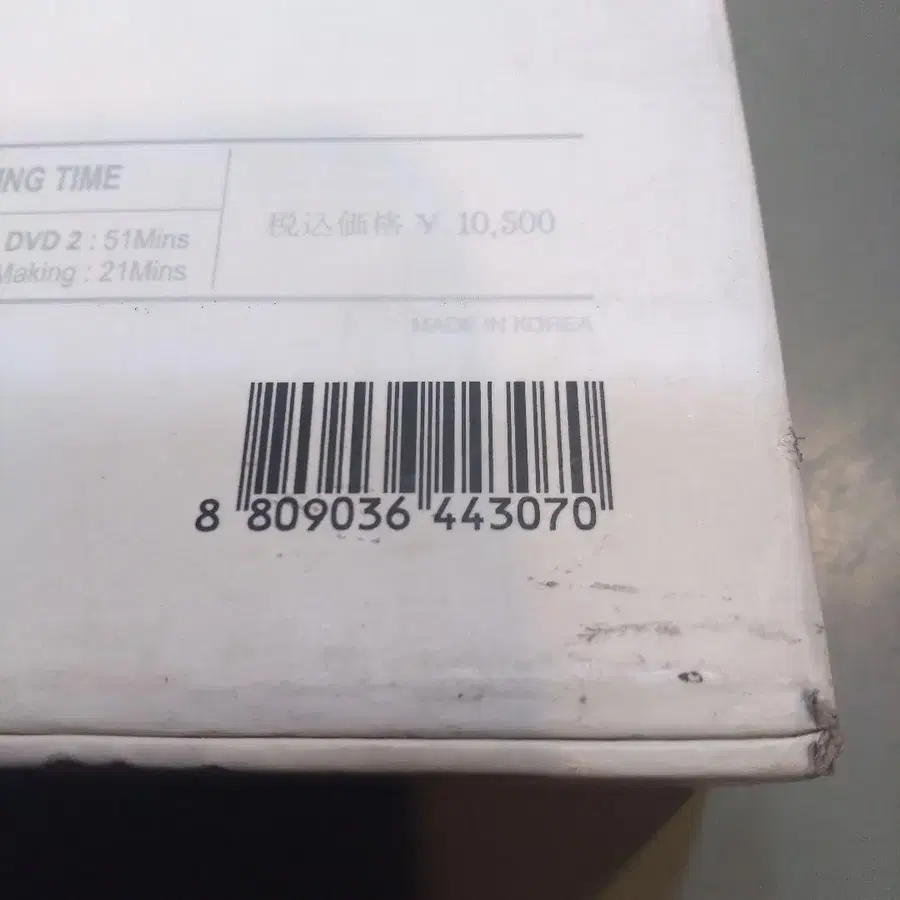 ING TIME
DVD 2 : 51Mins
Making : 21Mins
税込価格 ¥ 10,500
MADE IN KOREA
8 809036 443070